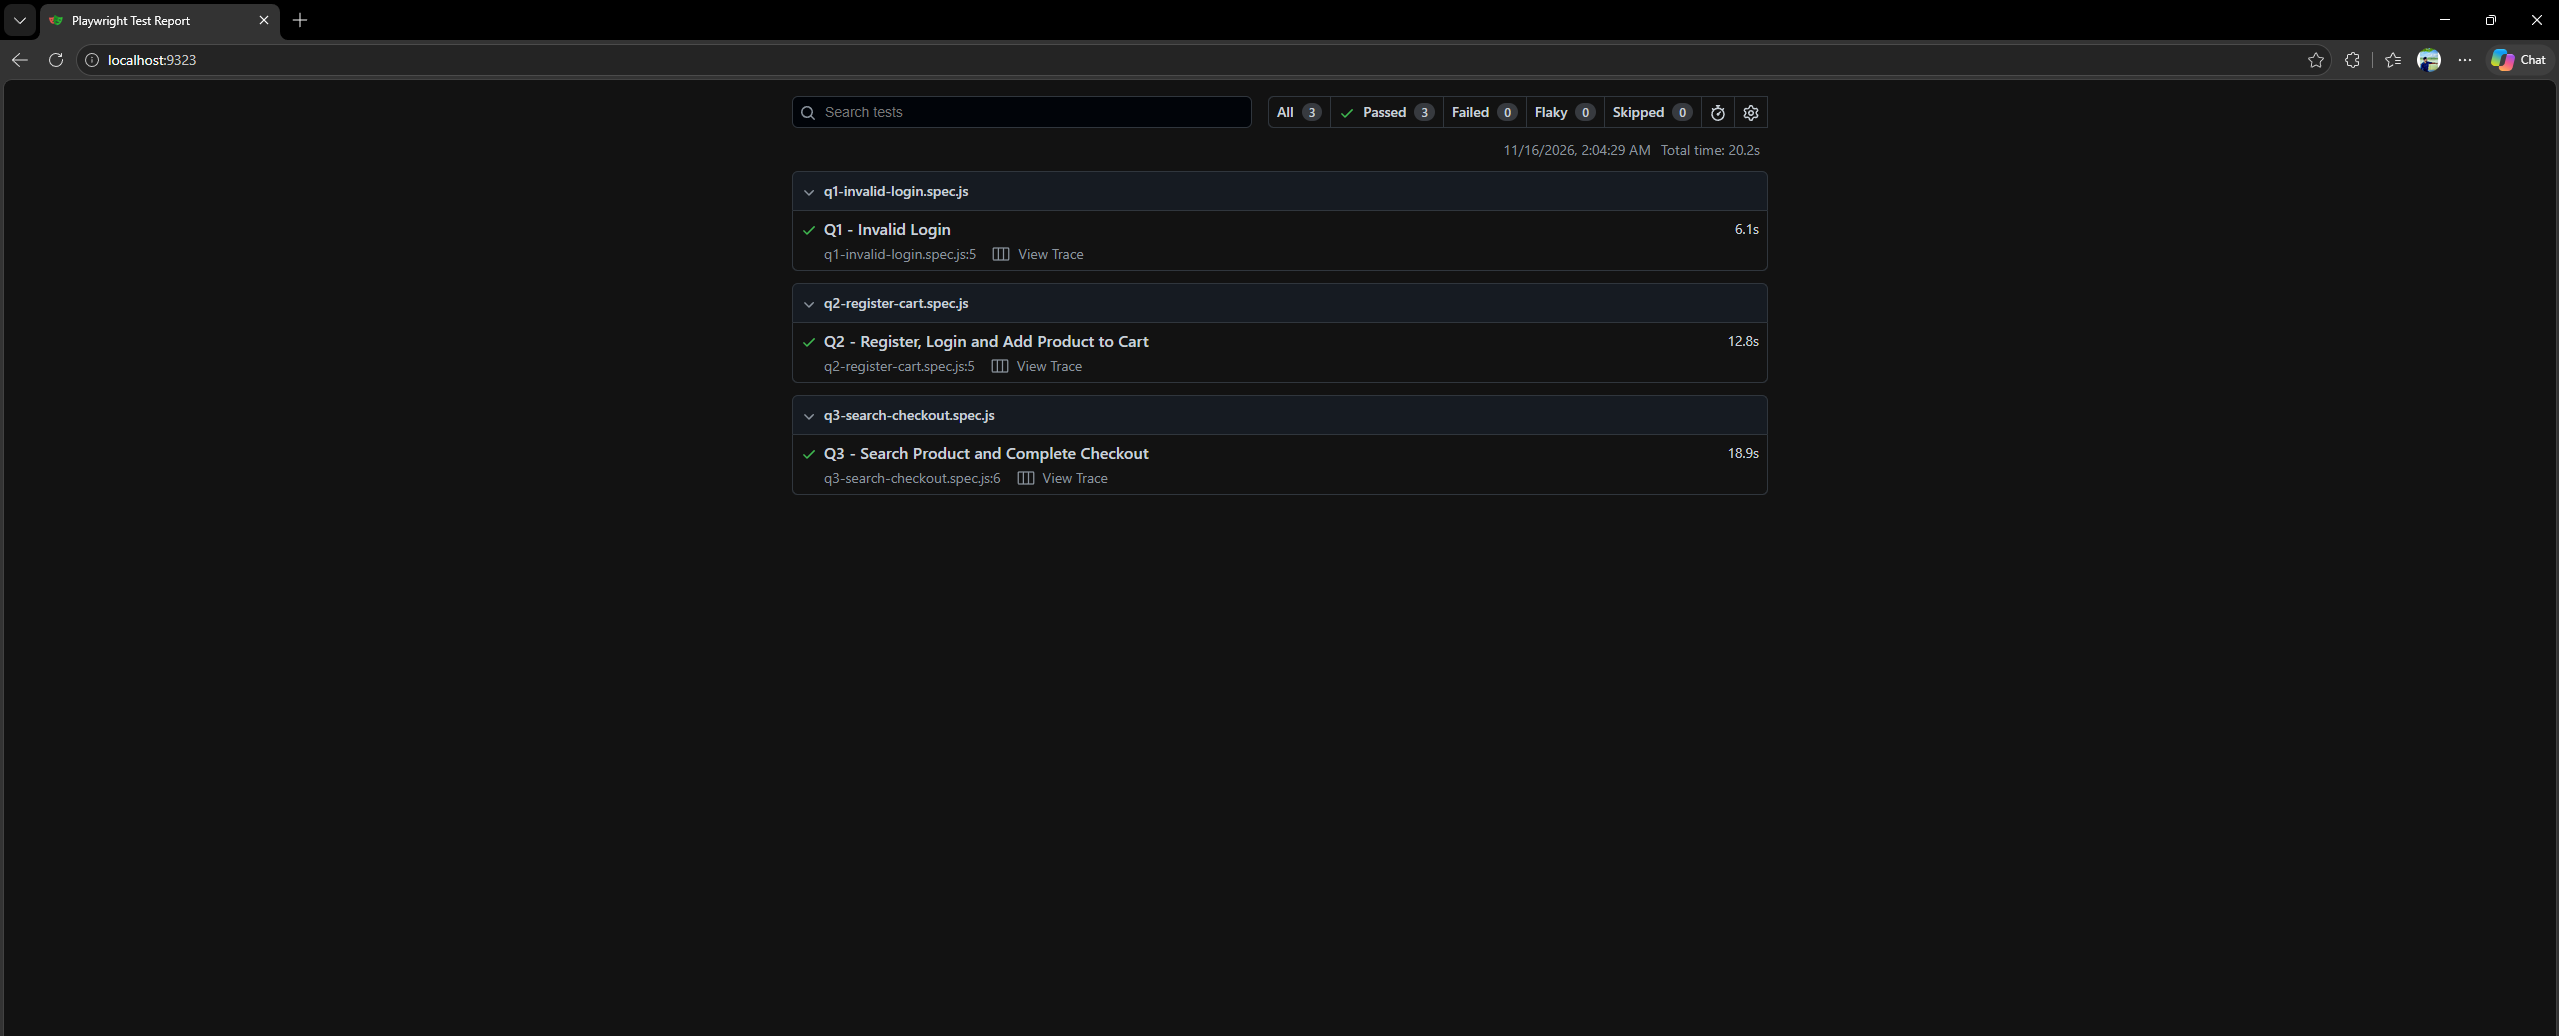 Playwright Test Report
localhost:9323
Chat
Search tests
All 3 Passed 3 Failed 0 Flaky 0 Skipped 0
11/16/2026, 2:04:29 AM Total time: 20.2s
q1-invalid-login.spec.js
Q1 - Invalid Login 6.1s
q1-invalid-login.spec.js:5 View Trace
q2-register-cart.spec.js
Q2 - Register, Login and Add Product to Cart 12.8s
q2-register-cart.spec.js:5 View Trace
q3-search-checkout.spec.js
Q3 - Search Product and Complete Checkout 18.9s
q3-search-checkout.spec.js:6 View Trace